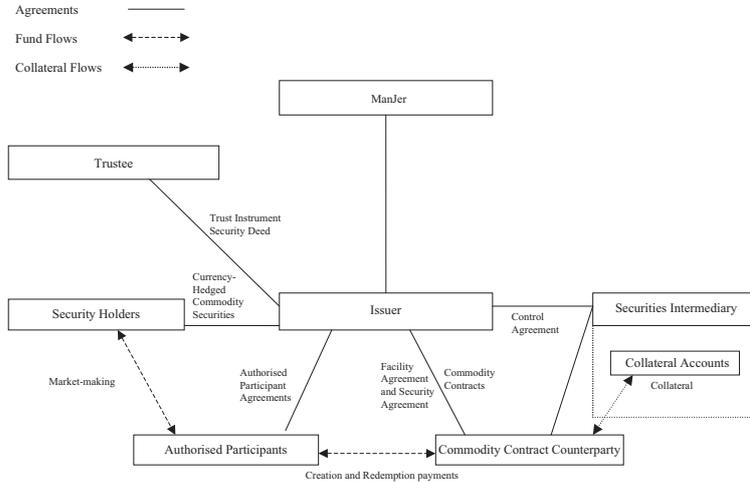 Agreements
Fund Flows
Collateral Flows
ManJer
Trustee
Trust Instrument
Security Deed
Currency-
Hedged
Commodity
Securities
Security Holders
Issuer
Securities Intermediary
Control
Agreement
Collateral Accounts
Collateral
Market-making
Authorised
Participant
Agreements
Facility
Agreement
and Security
Agreement
Commodity
Contracts
Authorised Participants
Commodity Contract Counterparty
Creation and Redemption payments